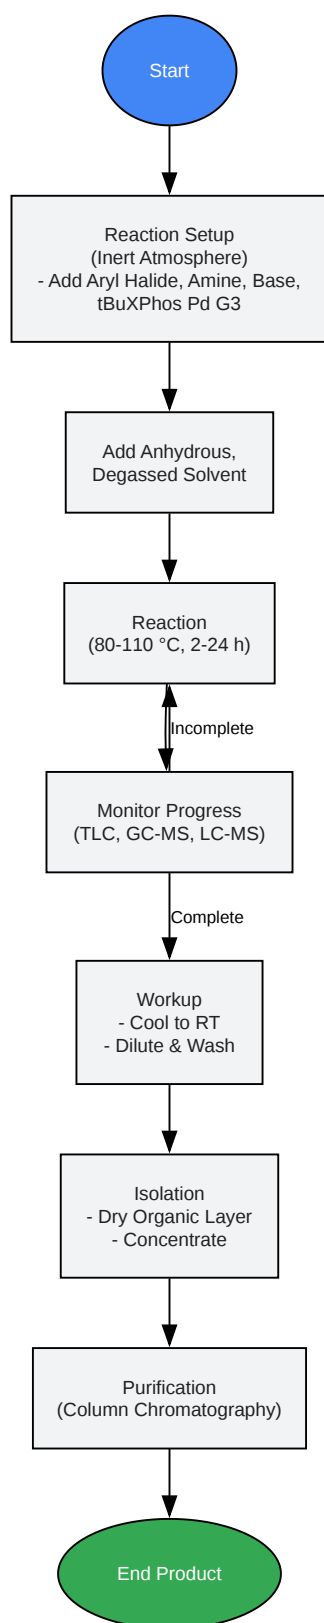 Start
Reaction Setup
(Inert Atmosphere)
- Add Aryl Halide, Amine, Base,
tBuXPhos Pd G3
Add Anhydrous,
Degassed Solvent
Reaction
(80-110 °C, 2-24 h)
Incomplete
Monitor Progress
(TLC, GC-MS, LC-MS)
Complete
Workup
- Cool to RT
- Dilute & Wash
Isolation
- Dry Organic Layer
- Concentrate
Purification
(Column Chromatography)
End Product